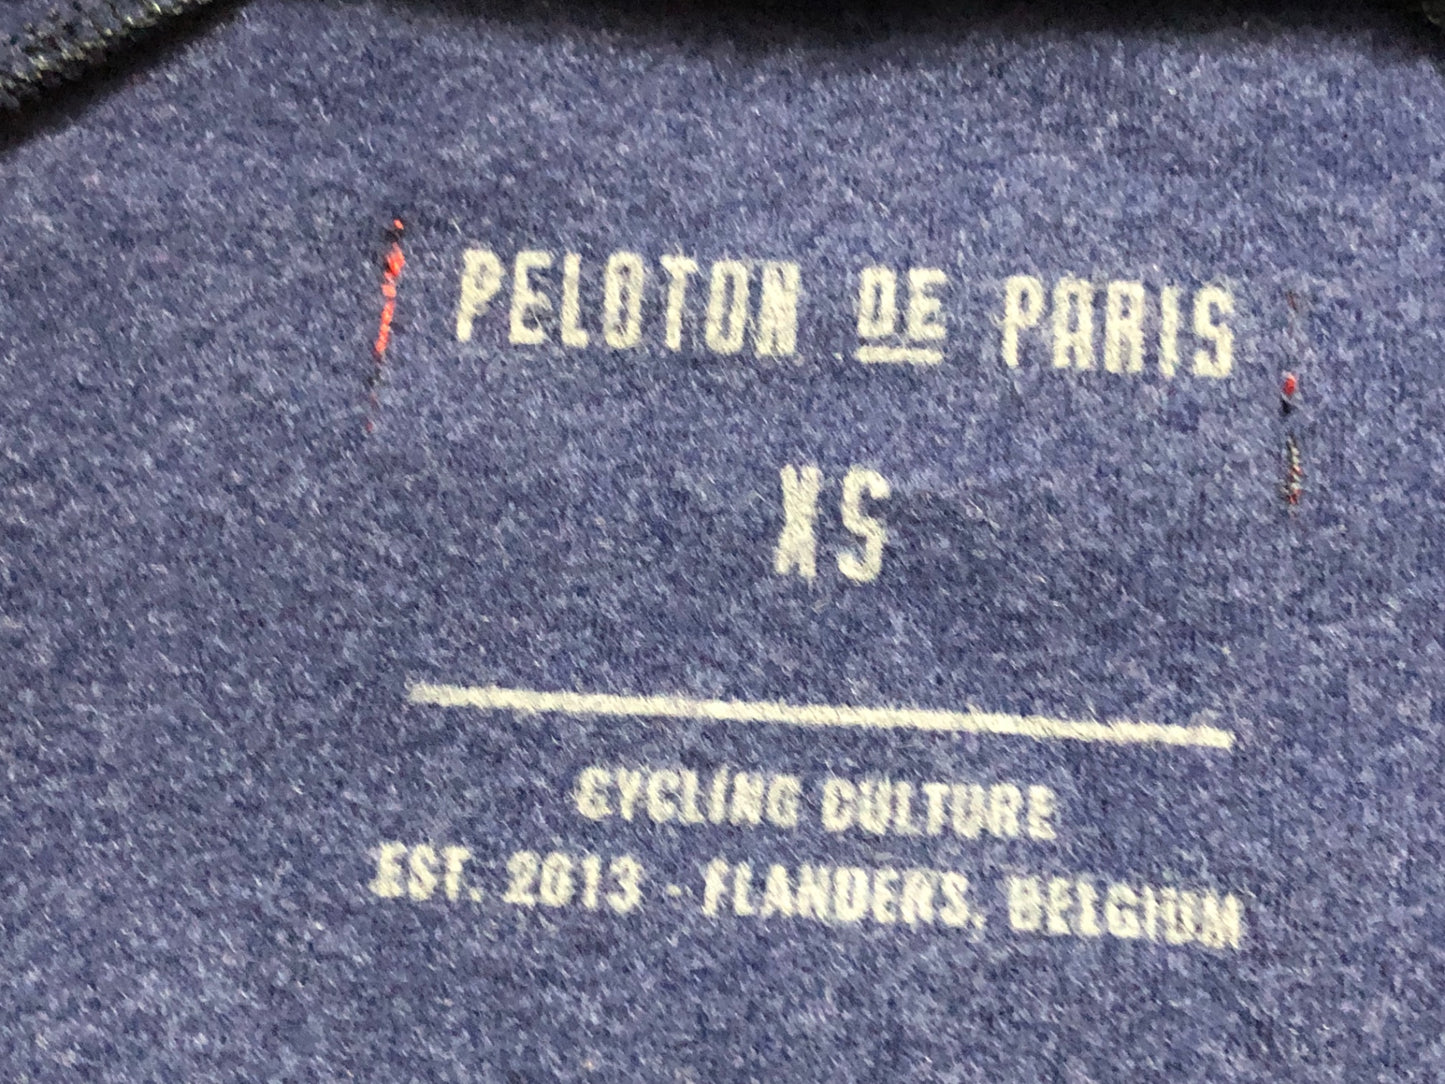 PELOTON DE PARIS
XS
CYCLING CULTURE
EST. 2013 - FLANDERS, BELGIUM